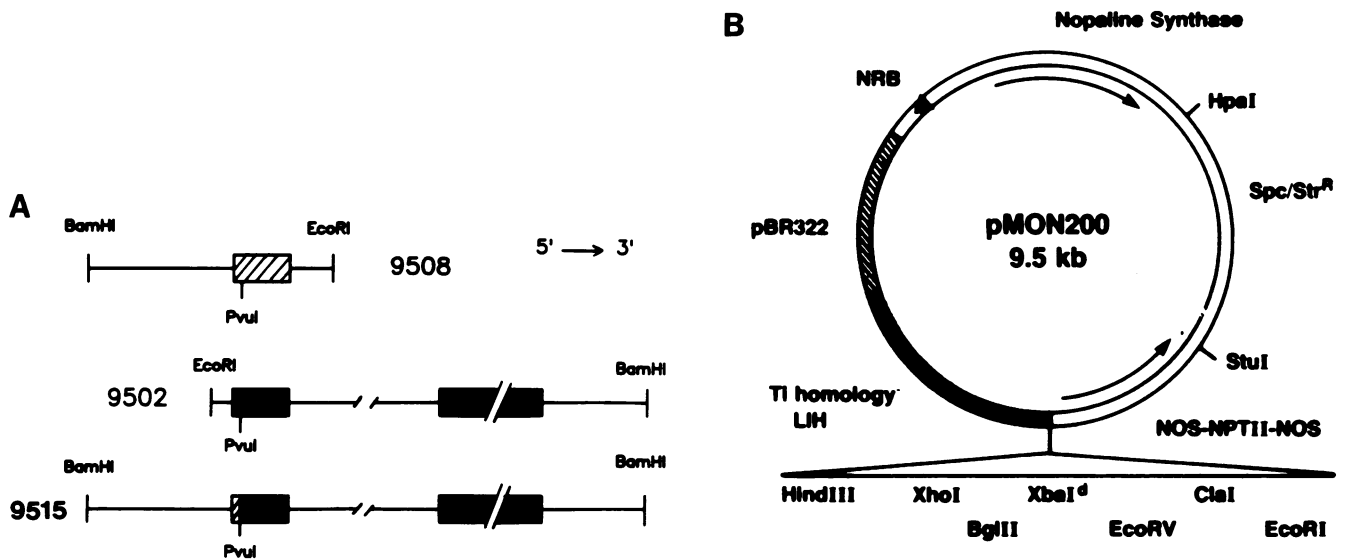 A
BamHI
EcoRI
5' → 3'
9508
PvuI
EcoRI
BamHI
9502
PvuI
BamHI
BamHI
9515
PvuI
B
Nopaline Synthase
NRB
HpaI
Spc/Str^R
pBR322
pMON200
9.5 kb
StuI
Ti homology
LIH
NOS-NPTII-NOS
HindIII
XhoI
XbaI^d
ClaI
BglII
EcoRV
EcoRI